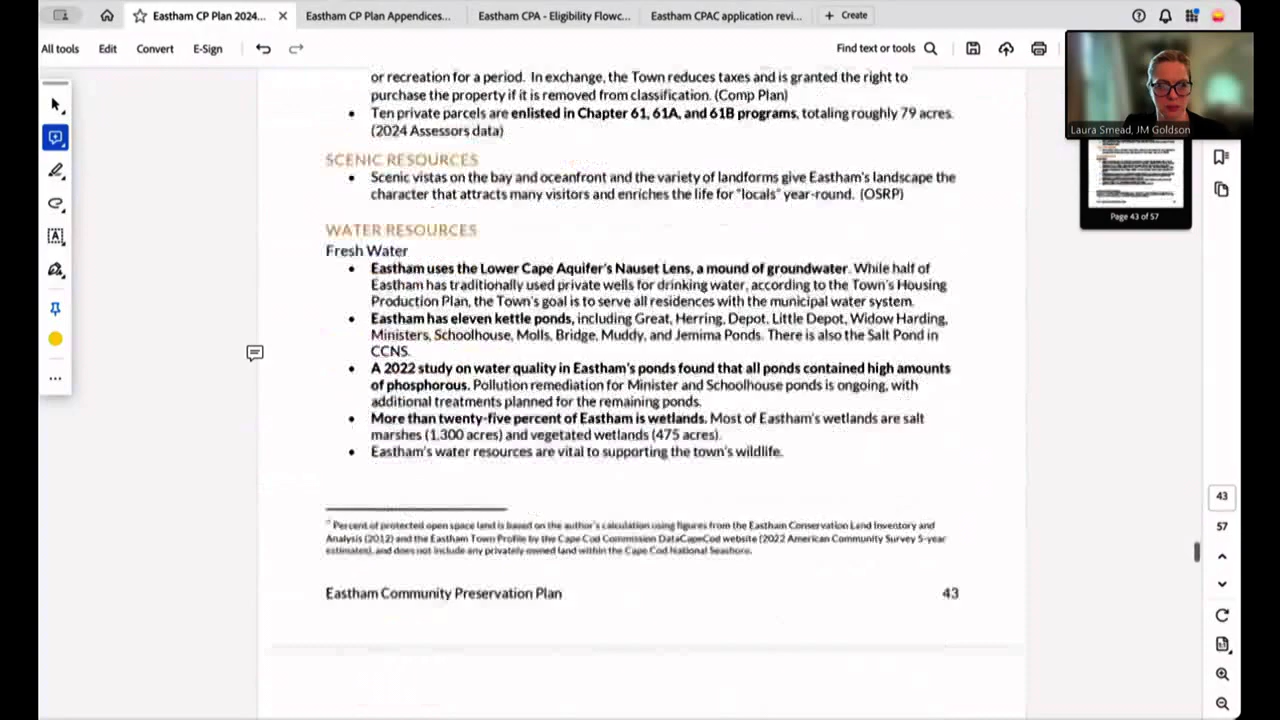 Eastham CP Plan 2024...
Eastham CP Plan Appendices...
Eastham CPA - Eligibility Flowc...
Eastham CPAC application revi...
Create
All tools
Edit
Convert
E-Sign
Find text or tools
Laura Smead, JM Goldson
Page 43 of 57
43
57
or recreation for a period. In exchange, the Town reduces taxes and is granted the right to
purchase the property if it is removed from classification. (Comp Plan)
• Ten private parcels are enlisted in Chapter 61, 61A, and 61B programs, totaling roughly 79 acres.
(2024 Assessors data)
SCENIC RESOURCES
• Scenic vistas on the bay and oceanfront and the variety of landforms give Eastham's landscape the
character that attracts many visitors and enriches the life for "locals" year-round. (OSRP)
WATER RESOURCES
Fresh Water
• Eastham uses the Lower Cape Aquifer's Nauset Lens, a mound of groundwater. While half of
Eastham has traditionally used private wells for drinking water, according to the Town's Housing
Production Plan, the Town's goal is to serve all residences with the municipal water system.
• Eastham has eleven kettle ponds, including Great, Herring, Depot, Little Depot, Widow Harding,
Ministers, Schoolhouse, Molls, Bridge, Muddy, and Jemima Ponds. There is also the Salt Pond in
CCNS.
• A 2022 study on water quality in Eastham's ponds found that all ponds contained high amounts
of phosphorous. Pollution remediation for Minister and Schoolhouse ponds is ongoing, with
additional treatments planned for the remaining ponds.
• More than twenty-five percent of Eastham is wetlands. Most of Eastham's wetlands are salt
marshes (1,300 acres) and vegetated wetlands (475 acres).
• Eastham's water resources are vital to supporting the town's wildlife.
Percent of protected open space land is based on the author's calculation using figures from the Eastham Conservation Land Inventory and
Analysis (2012) and the Eastham Town Profile by the Cape Cod Commission DataCapeCod website (2022 American Community Survey 5-year
estimates), and does not include any privately owned land within the Cape Cod National Seashore.
Eastham Community Preservation Plan
43